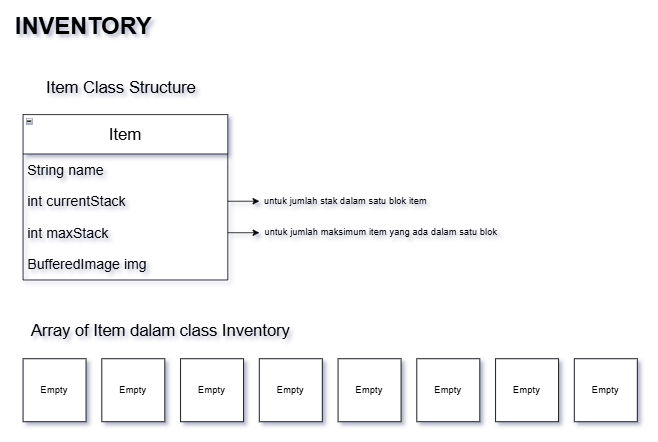 INVENTORY
Item Class Structure
Item
String name
int currentStack
untuk jumlah stak dalam satu blok item
int maxStack
untuk jumlah maksimum item yang ada dalam satu blok
BufferedImage img
Array of Item dalam class Inventory
Empty Empty Empty Empty Empty Empty Empty Empty